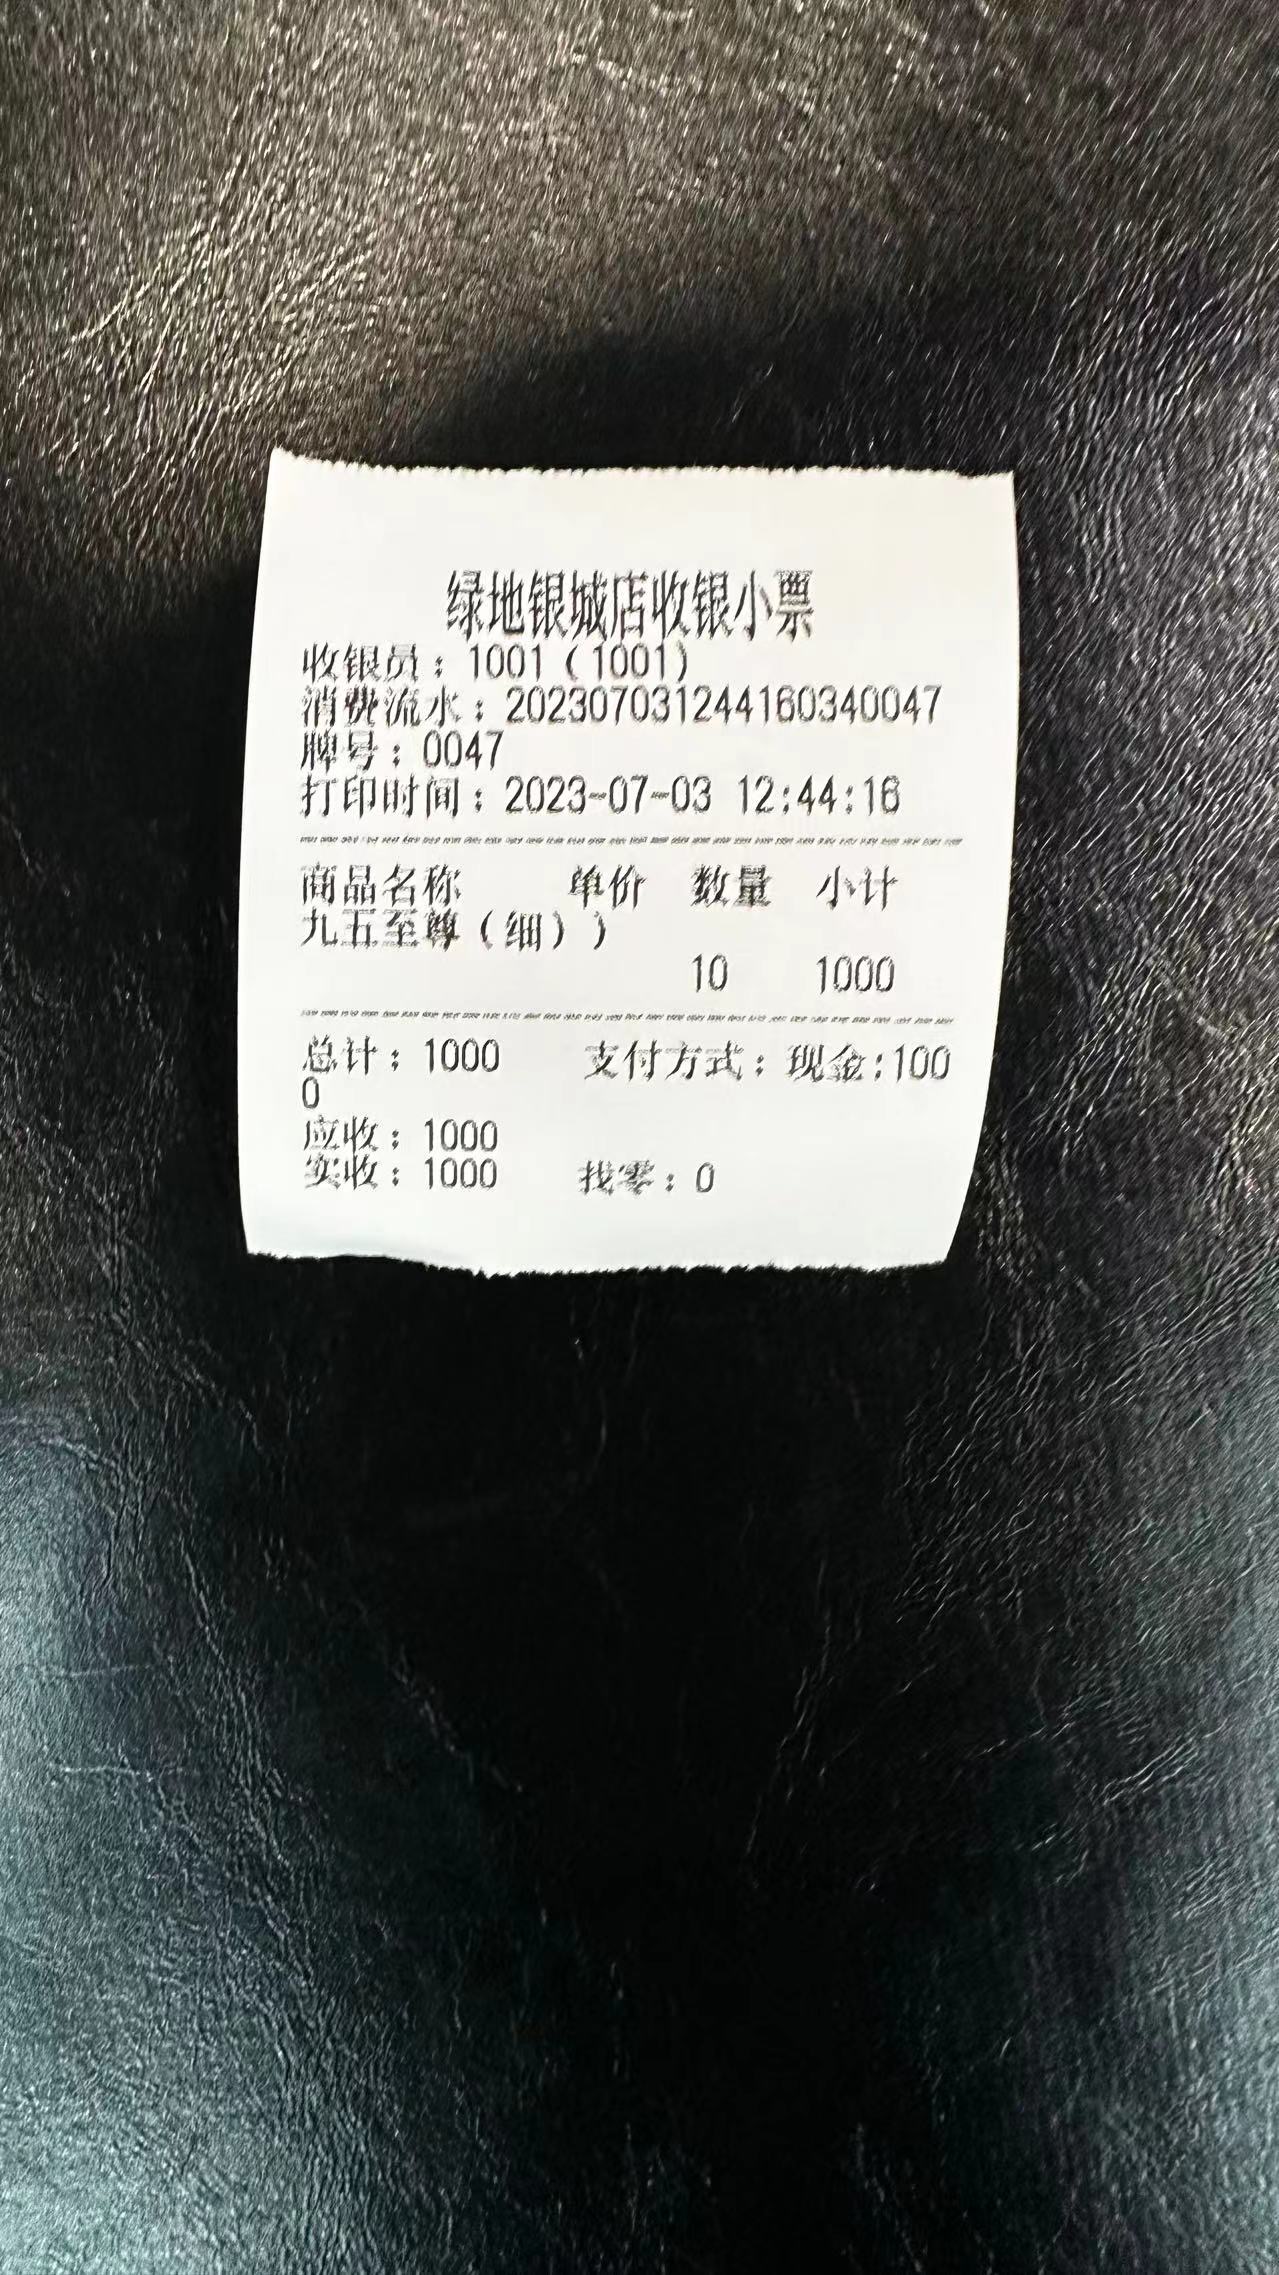 绿地银城店收银小票
收银员：1001（1001）
消费流水：202307031244160340047
牌号：0047
打印时间：2023-07-03 12:44:16
商品名称 单价 数量 小计
九五至尊（细））
10 1000
总计：1000 支付方式：现金:100
0
应收：1000
实收：1000 找零：0